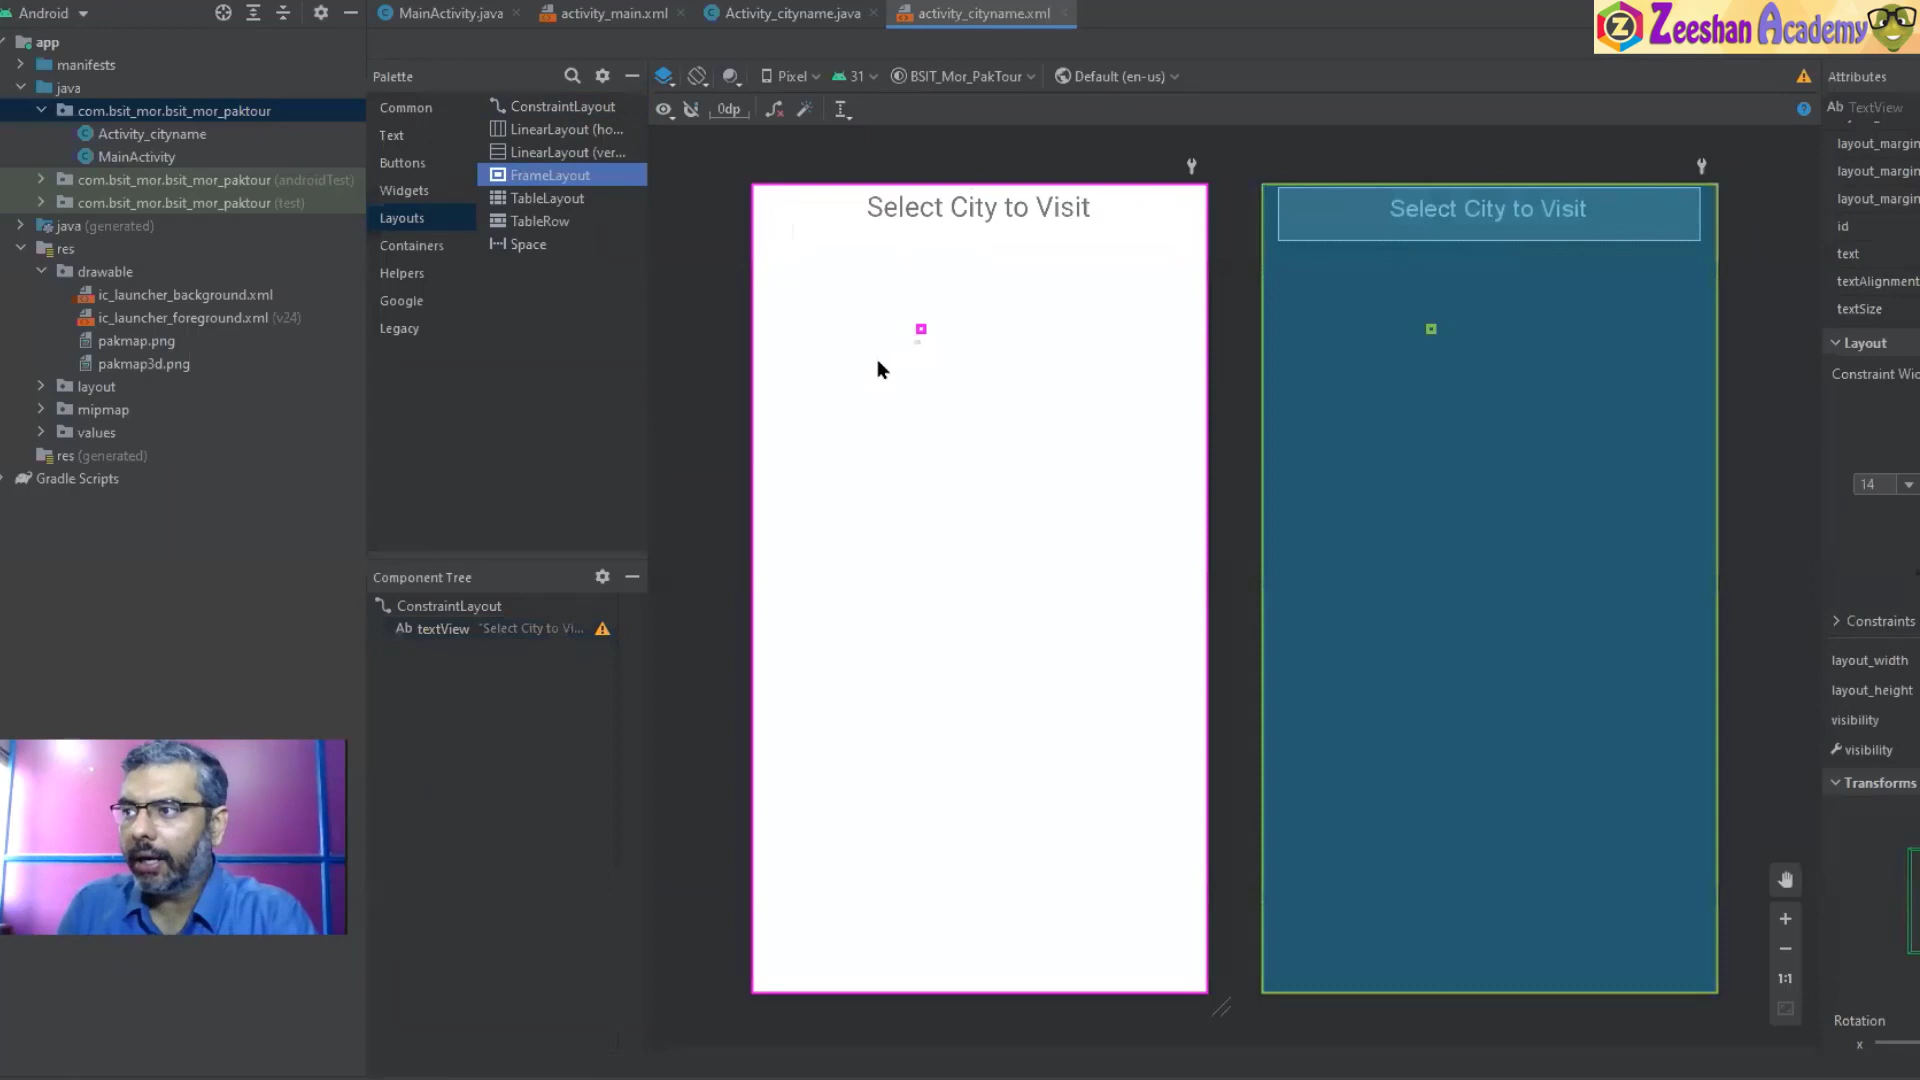 Android
MainActivity.java
activity_main.xml
Activity_cityname.java
activity_cityname.xml
Zeeshan Academy
app
manifests
java
com.bsit_mor.bsit_mor_paktour
Activity_cityname
MainActivity
com.bsit_mor.bsit_mor_paktour (androidTest)
com.bsit_mor.bsit_mor_paktour (test)
java (generated)
res
drawable
ic_launcher_background.xml
ic_launcher_foreground.xml (v24)
pakmap.png
pakmap3d.png
layout
mipmap
values
res (generated)
Gradle Scripts
Palette
Common
Text
Buttons
Widgets
Layouts
Containers
Helpers
Google
Legacy
ConstraintLayout
LinearLayout (ho...
LinearLayout (ver...
FrameLayout
TableLayout
TableRow
Space
Component Tree
ConstraintLayout
Ab textView "Select City to Vi...
Pixel
31
BSIT_Mor_PakTour
Default (en-us)
0dp
Select City to Visit
Select City to Visit
1:1
Attributes
Ab TextView
layout_margin
layout_margin
layout_margin
id
text
textAlignment
textSize
Layout
Constraint Wid
14
Constraints
layout_width
layout_height
visibility
visibility
Transforms
Rotation
x